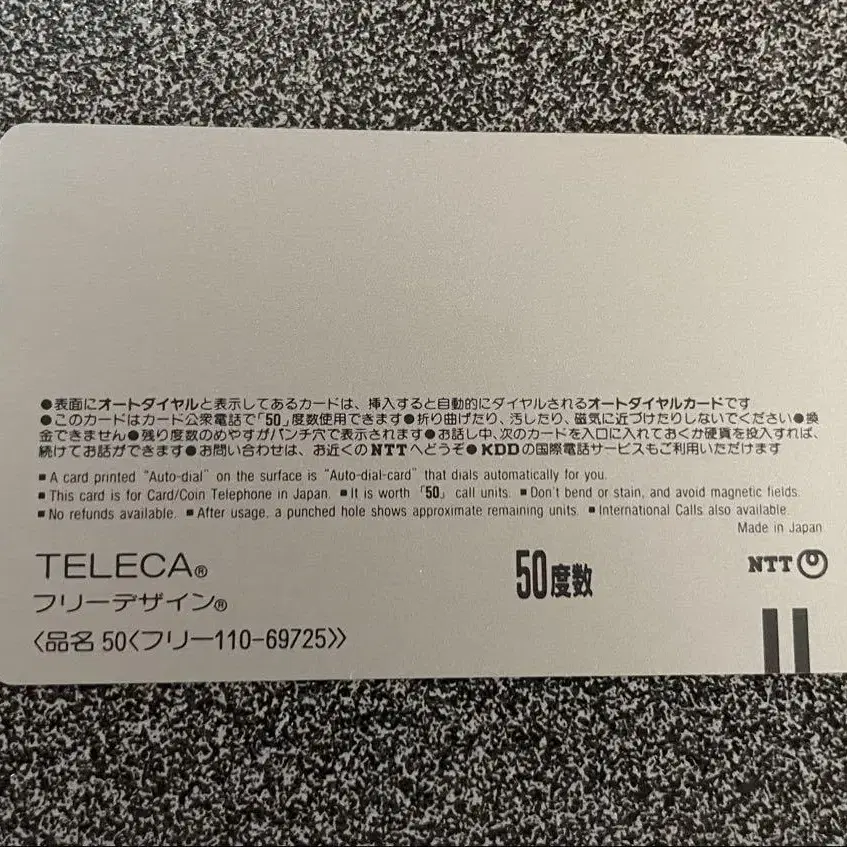 ●表面にオートダイヤルと表示してあるカードは、挿入すると自動的にダイヤルされるオートダイヤルカードです
●このカードはカード公衆電話で「50」度数使用できます●折り曲げたり、汚したり、磁気に近づけたりしないでください●換
金できません●残り度数のめやすがパンチ穴で表示されます●お話し中、次のカードを入口に入れておくか硬貨を投入すれば、
続けてお話ができます●お問い合わせは、お近くのNTTへどうぞ●KDDの国際電話サービスもご利用いただけます
■A card printed “Auto-dial” on the surface is “Auto-dial-card” that dials automatically for you.
■This card is for Card/Coin Telephone in Japan. ■It is worth「50」call units. ■Don't bend or stain, and avoid magnetic fields.
■No refunds available. ■After usage, a punched hole shows approximate remaining units. ■International Calls also available.
Made in Japan
TELECA®
フリーデザイン®
〈品名 50〈フリー110-69725〉〉
50度数
NTT